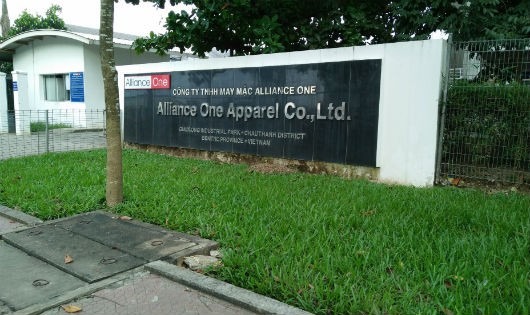 Alliance One
CÔNG TY TNHH MAY MẶC ALLIANCE ONE
Alliance One Apparel Co.,Ltd.
GIAOLONG INDUSTRIAL PARK - CHAUTHANH DISTRICT
BENTRE PROVINCE - VIETNAM